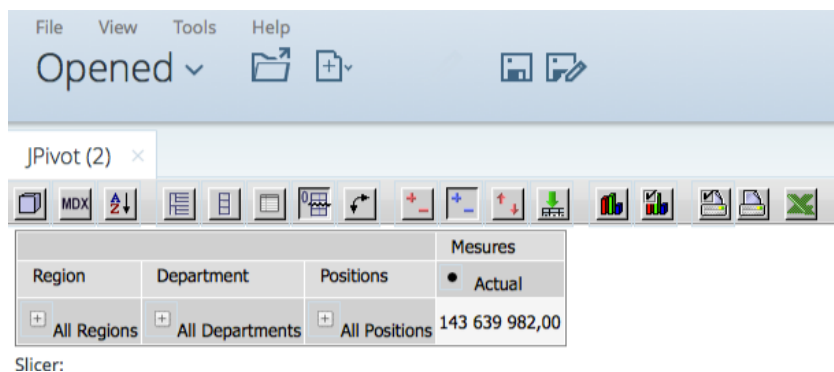 File View Tools Help
Opened
JPivot (2) ×
MDX A Z
Mesures
Region Department Positions Actual
All Regions All Departments All Positions 143 639 982,00
Slicer: